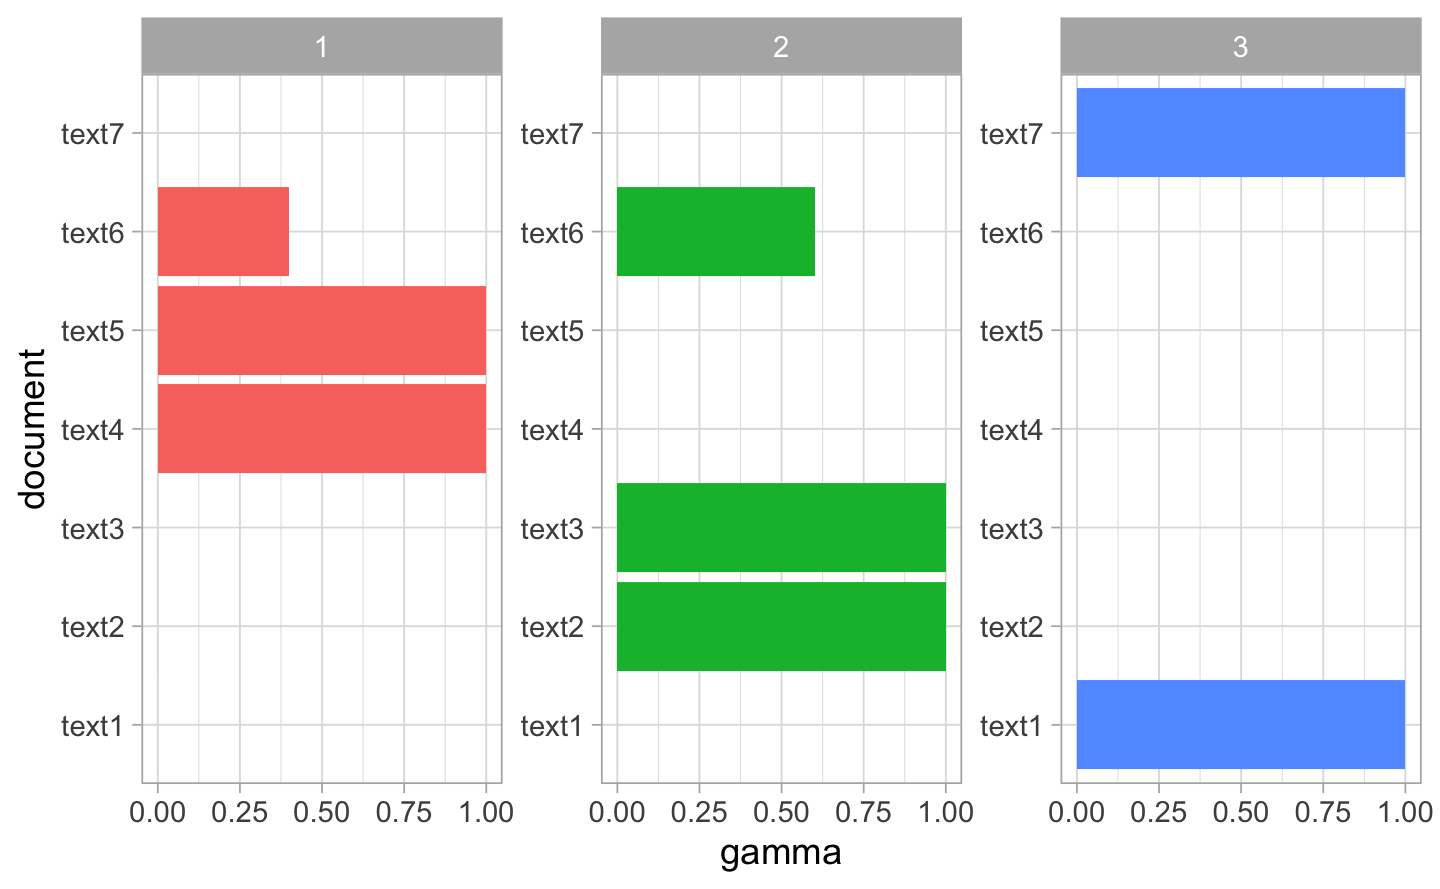 1 2 3
text7 text7 text7
text6 text6 text6
text5 text5 text5
text4 text4 text4
text3 text3 text3
text2 text2 text2
text1 text1 text1
0.00 0.25 0.50 0.75 1.00 0.00 0.25 0.50 0.75 1.00 0.00 0.25 0.50 0.75 1.00
gamma
document